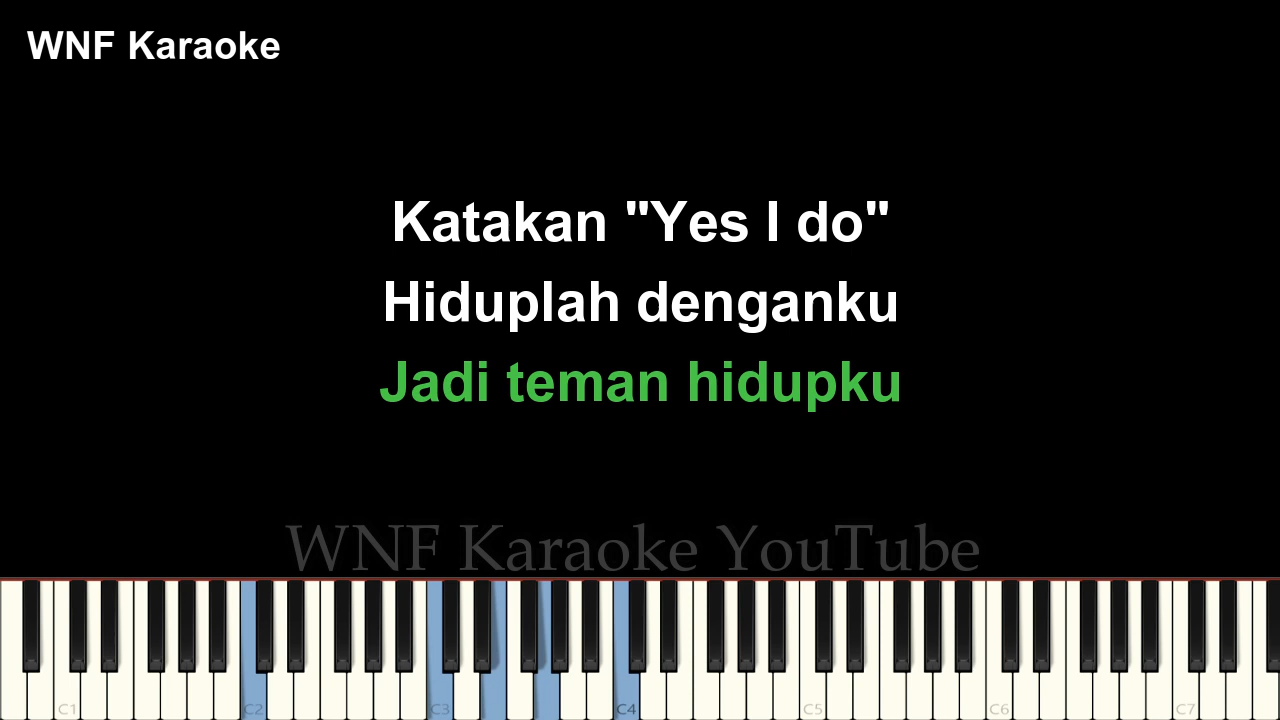 WNF Karaoke
Katakan "Yes I do"
Hiduplah denganku
Jadi teman hidupku
WNF Karaoke YouTube
C1 C2 C3 C4 C5 C6 C7